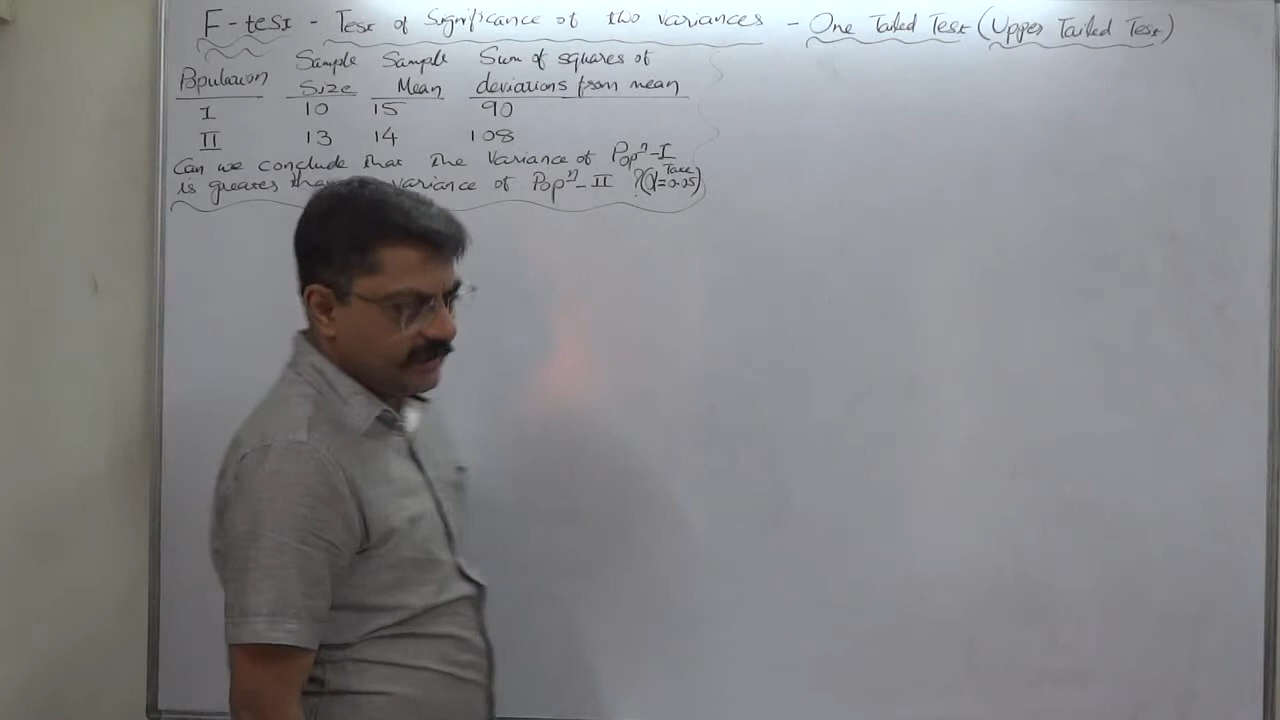 F-test - Test of Significance of two variances - One Tailed Test (Upper Tailed Test)
Population Sample Size Sample Mean Sum of squares of deviations from mean
I 10 15 90
II 13 14 108
Can we conclude that the variance of Popⁿ-I
is greater than variance of Popⁿ-II ? (Take α=0.05)